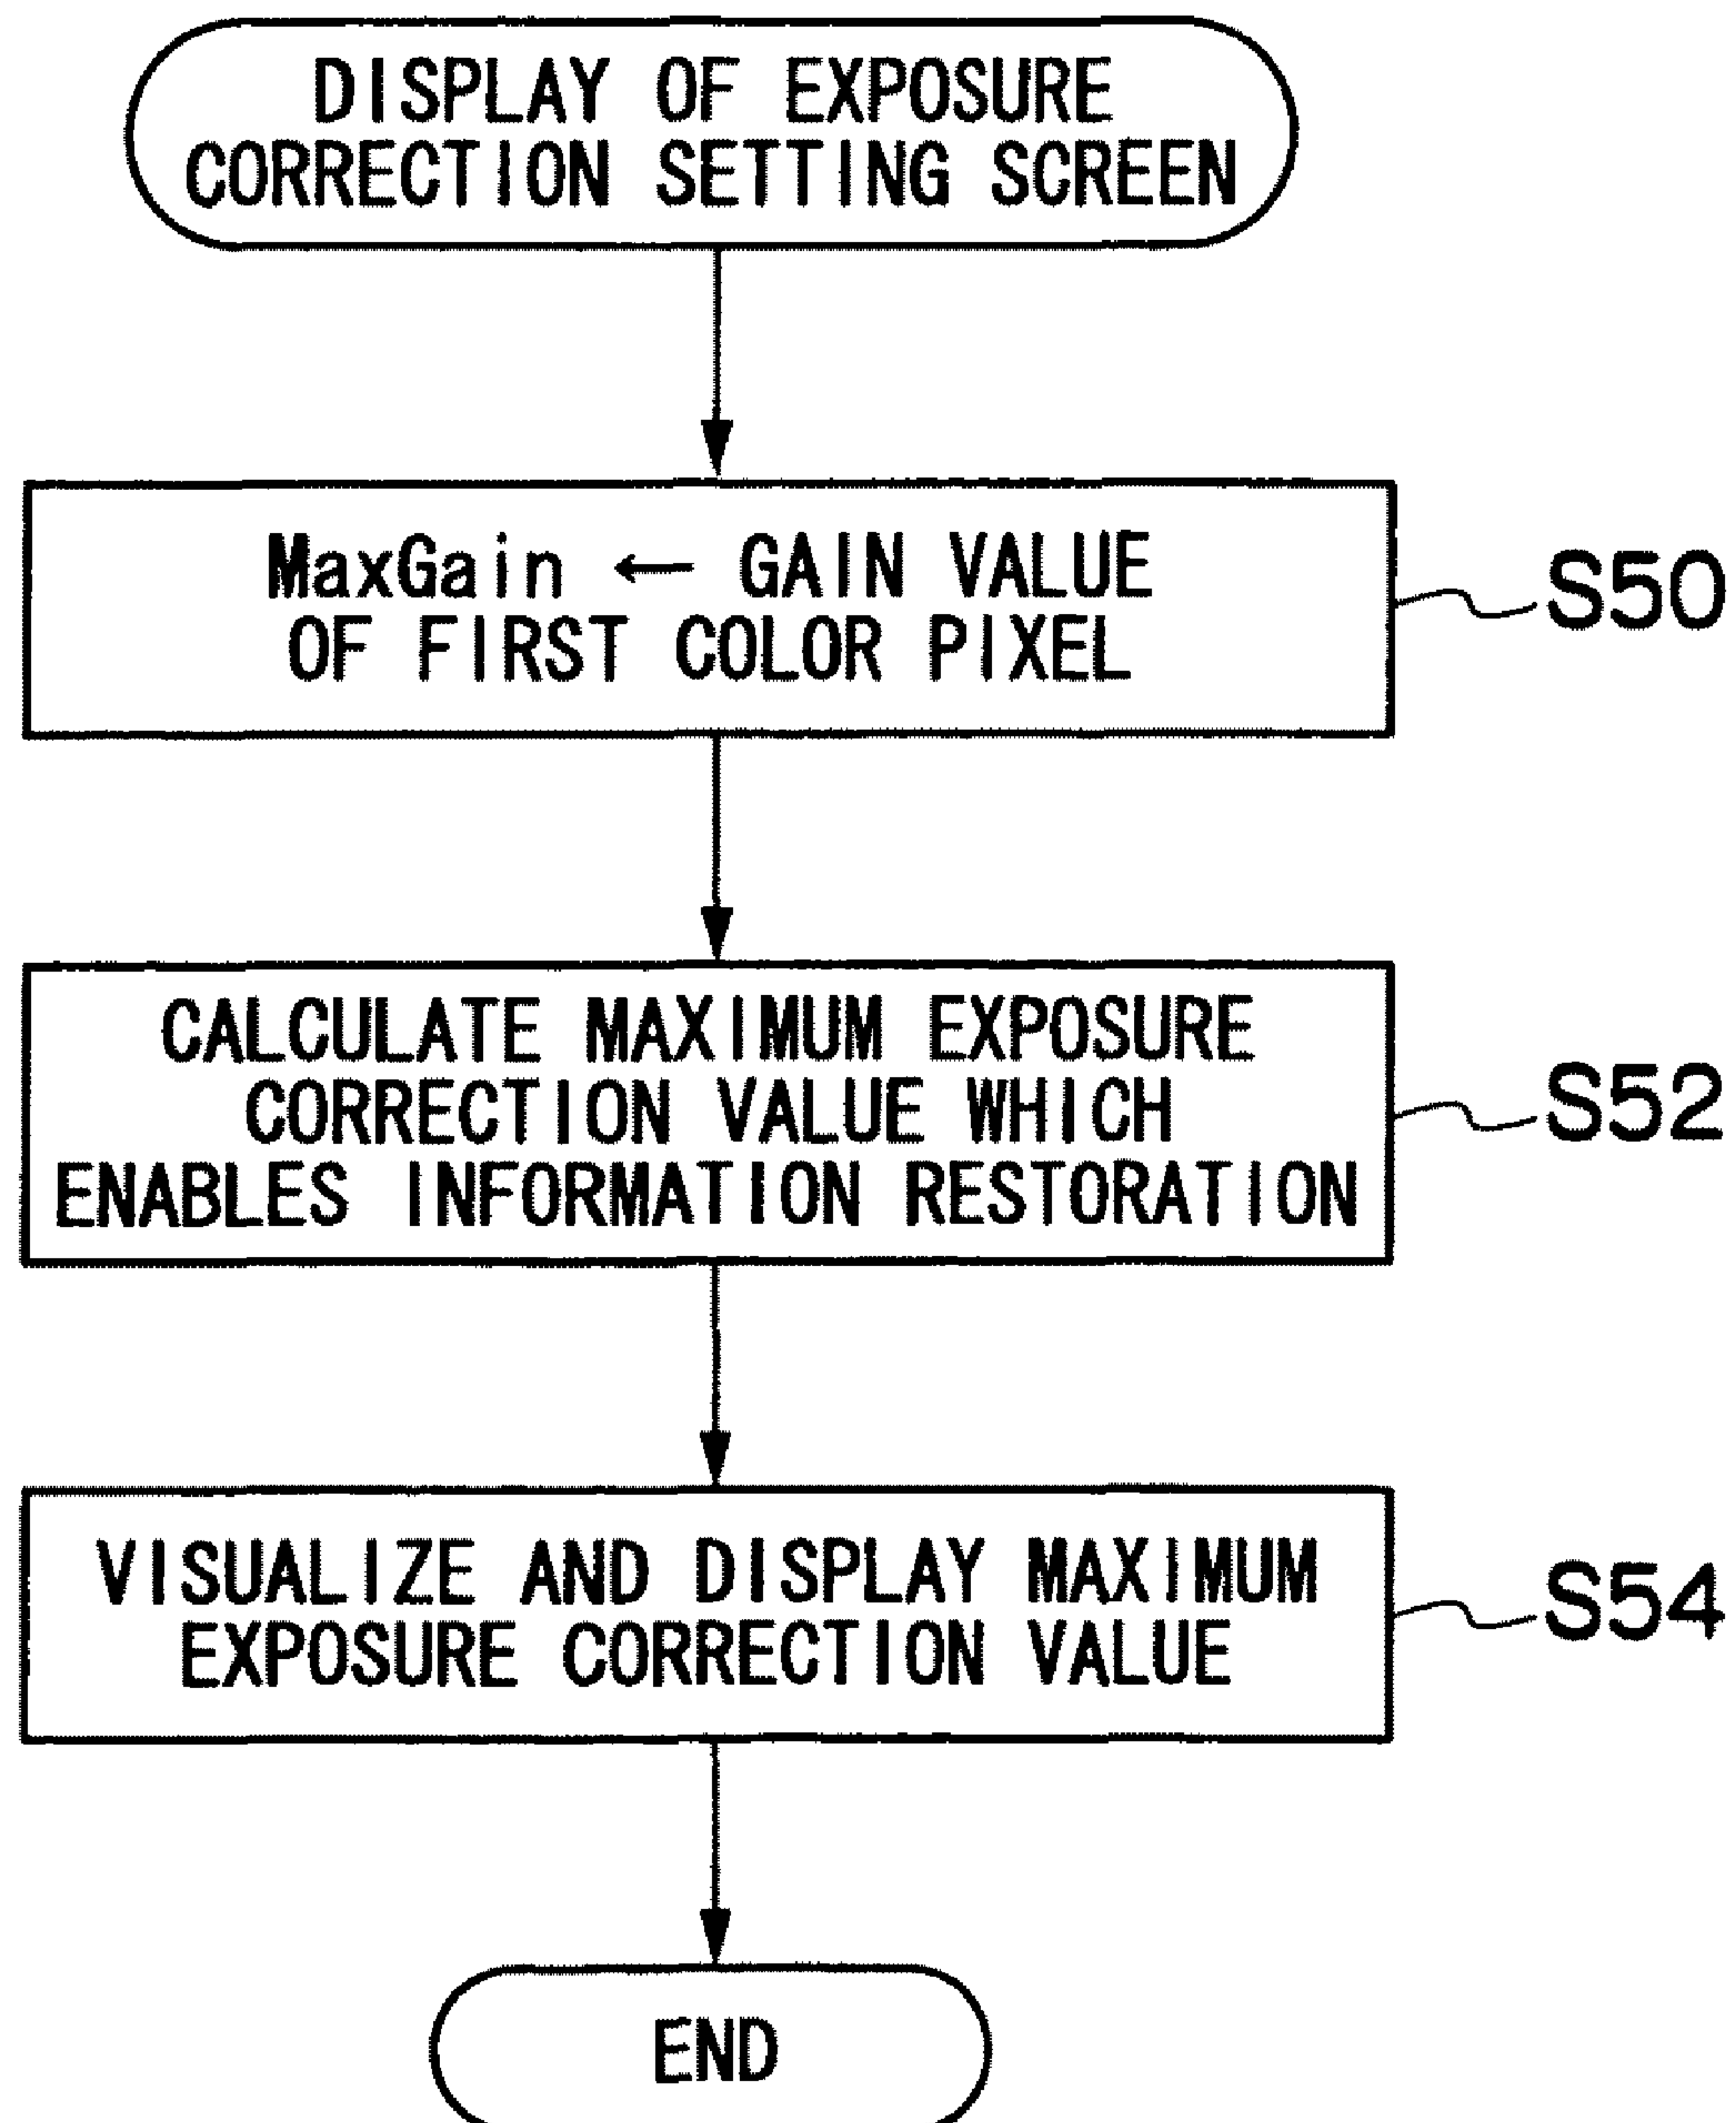 DISPLAY OF EXPOSURE
CORRECTION SETTING SCREEN
MaxGain ← GAIN VALUE
OF FIRST COLOR PIXEL
S50
CALCULATE MAXIMUM EXPOSURE
CORRECTION VALUE WHICH
ENABLES INFORMATION RESTORATION
S52
VISUALIZE AND DISPLAY MAXIMUM
EXPOSURE CORRECTION VALUE
S54
END